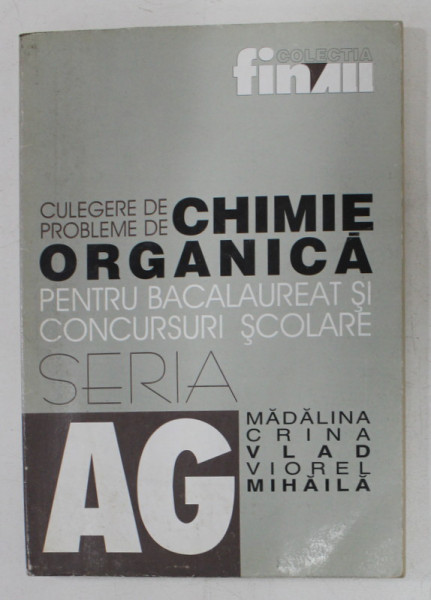 COLECTIA
finAll
CULEGERE DE
PROBLEME DE CHIMIE
ORGANICĂ
PENTRU BACALAUREAT ŞI
CONCURSURI ŞCOLARE
SERIA
AG
MĂDĂLINA
CRINA
VLAD
VIOREL
MIHĂILĂ